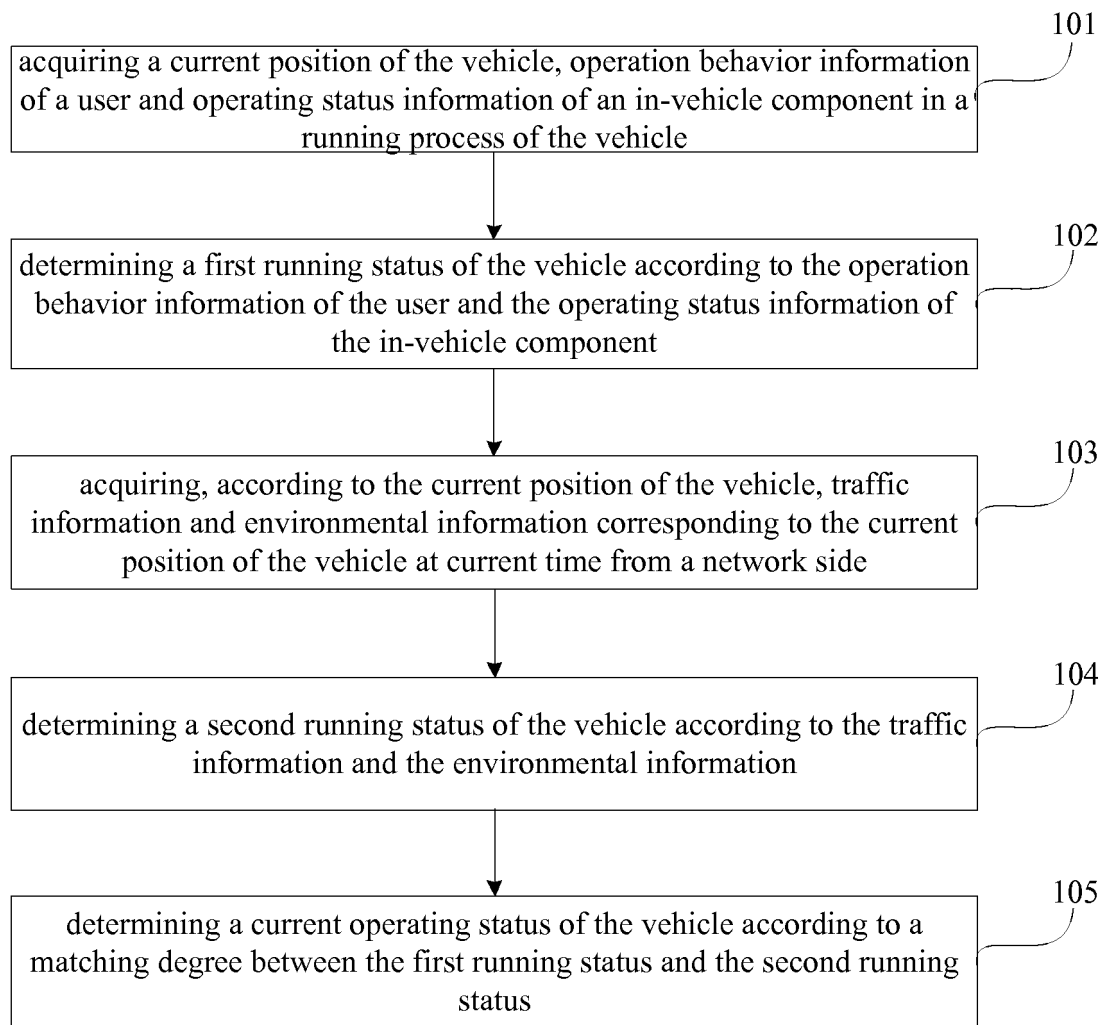 101
acquiring a current position of the vehicle, operation behavior information
of a user and operating status information of an in-vehicle component in a
running process of the vehicle
102
determining a first running status of the vehicle according to the operation
behavior information of the user and the operating status information of
the in-vehicle component
103
acquiring, according to the current position of the vehicle, traffic
information and environmental information corresponding to the current
position of the vehicle at current time from a network side
104
determining a second running status of the vehicle according to the traffic
information and the environmental information
105
determining a current operating status of the vehicle according to a
matching degree between the first running status and the second running
status